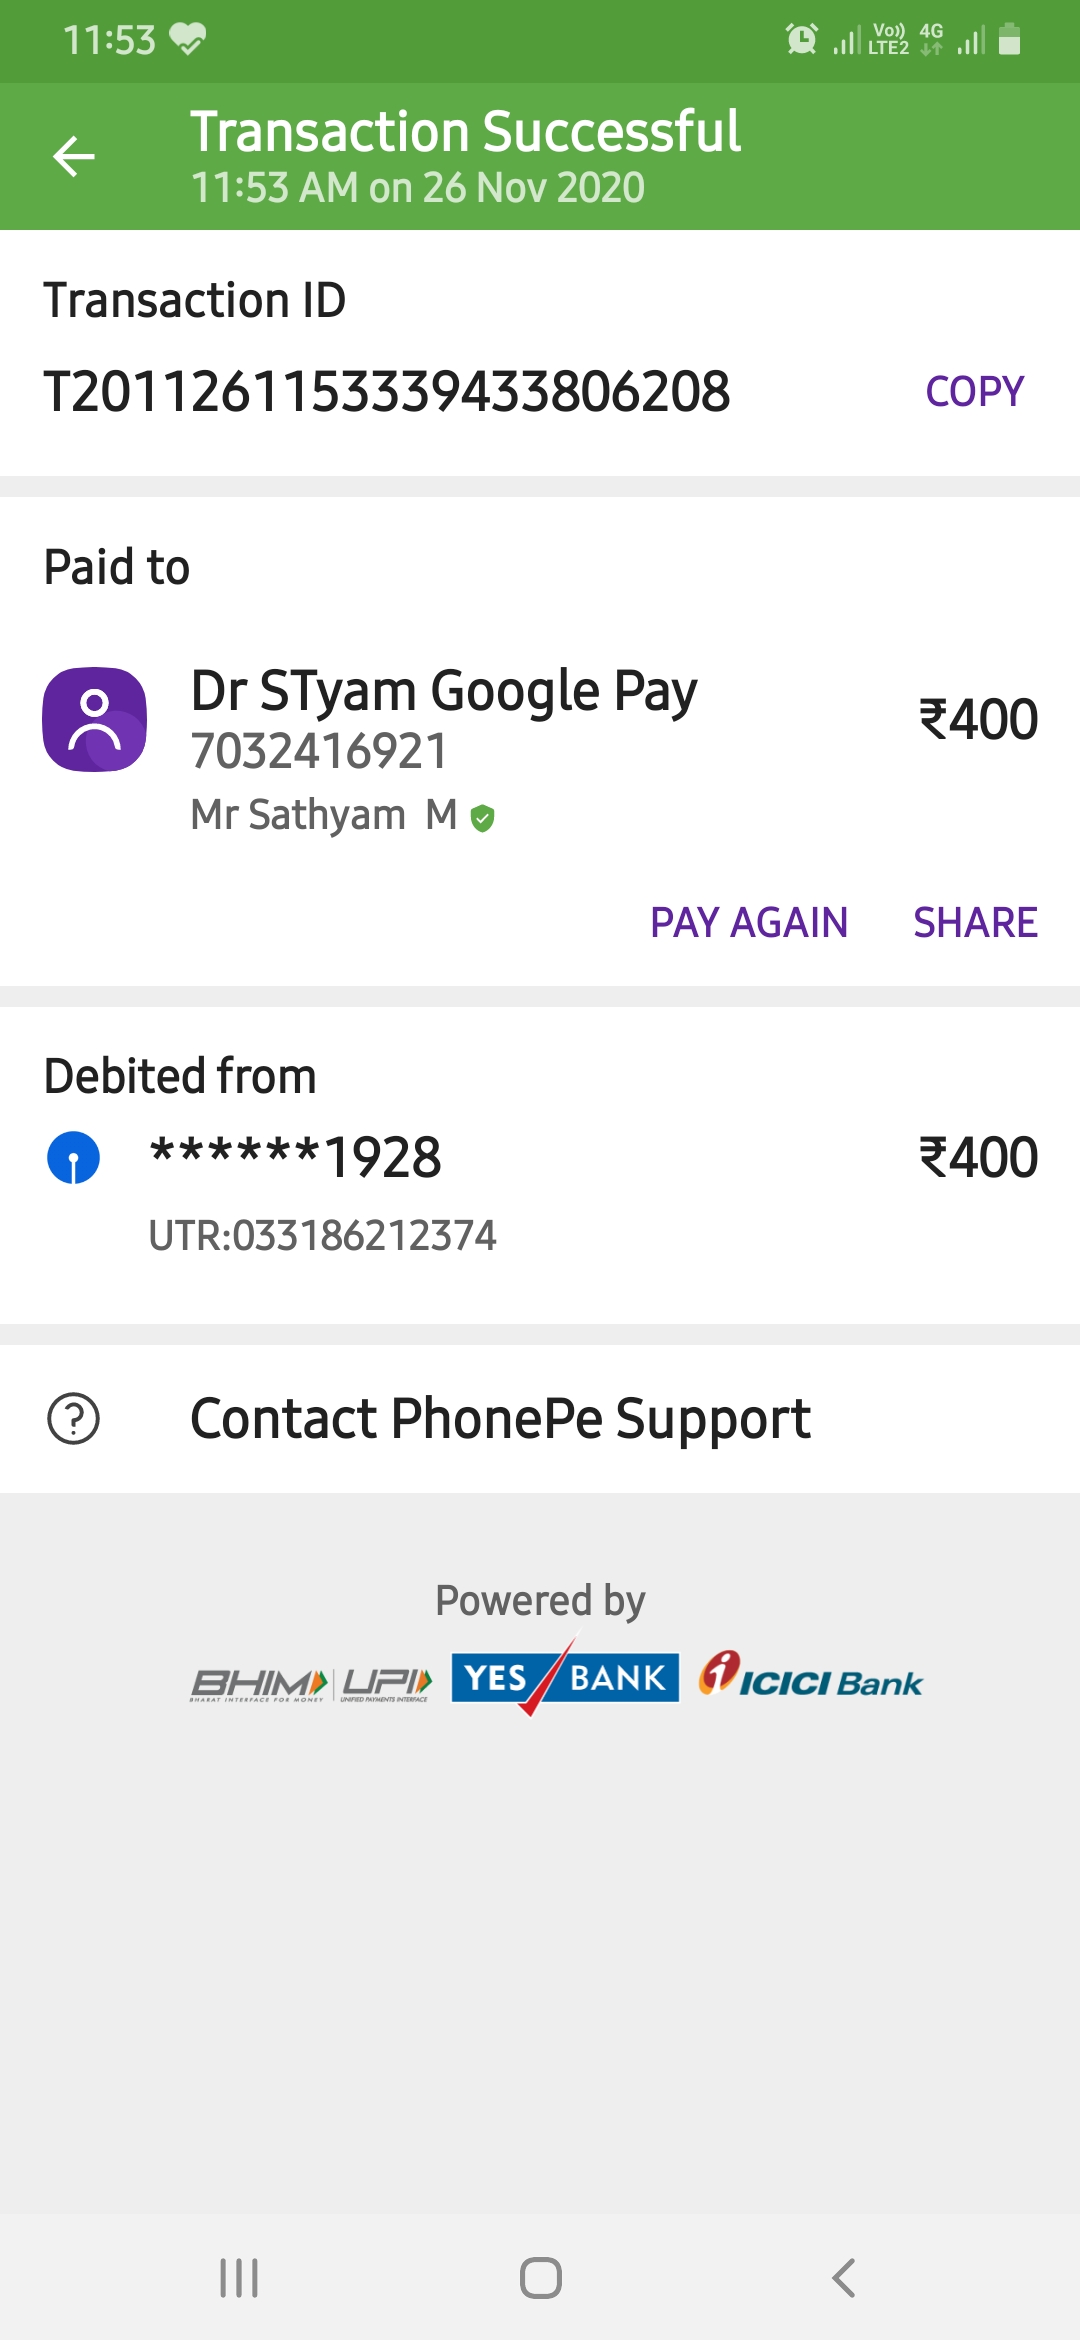 11:53
Vo)) LTE2 4G
Transaction Successful
11:53 AM on 26 Nov 2020
Transaction ID
T2011261153339433806208 COPY
Paid to
Dr STyam Google Pay ₹400
7032416921
Mr Sathyam M
PAY AGAIN SHARE
Debited from
******1928 ₹400
UTR:033186212374
Contact PhonePe Support
Powered by
BHIM UPI YES BANK ICICI Bank
BHARAT INTERFACE FOR MONEY UNIFIED PAYMENTS INTERFACE